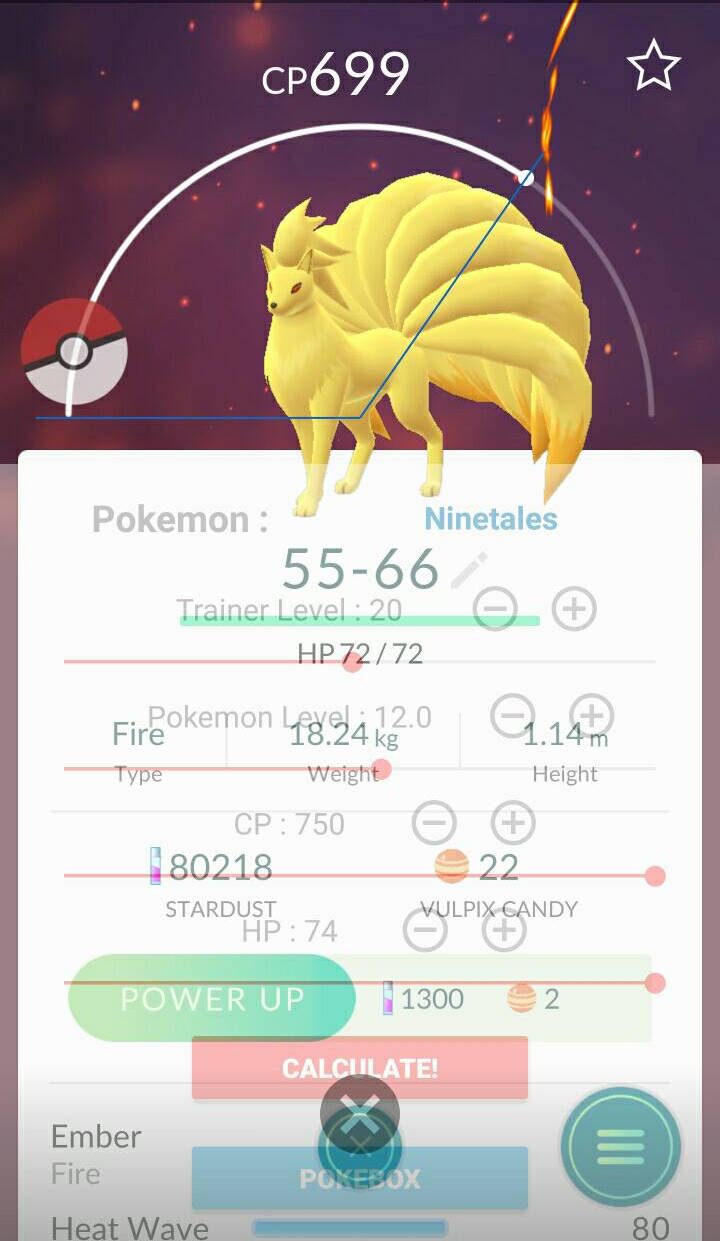 CP699
Pokemon : Ninetales
55-66
Trainer Level : 20
HP 72 / 72
Pokemon Level : 12.0
Fire 18.24 kg 1.14 m
Type Weight Height
CP : 750
80218 22
STARDUST VULPIX CANDY
HP : 74
POWER UP 1300 2
CALCULATE!
Ember
Fire
POKEBOX
Heat Wave 80